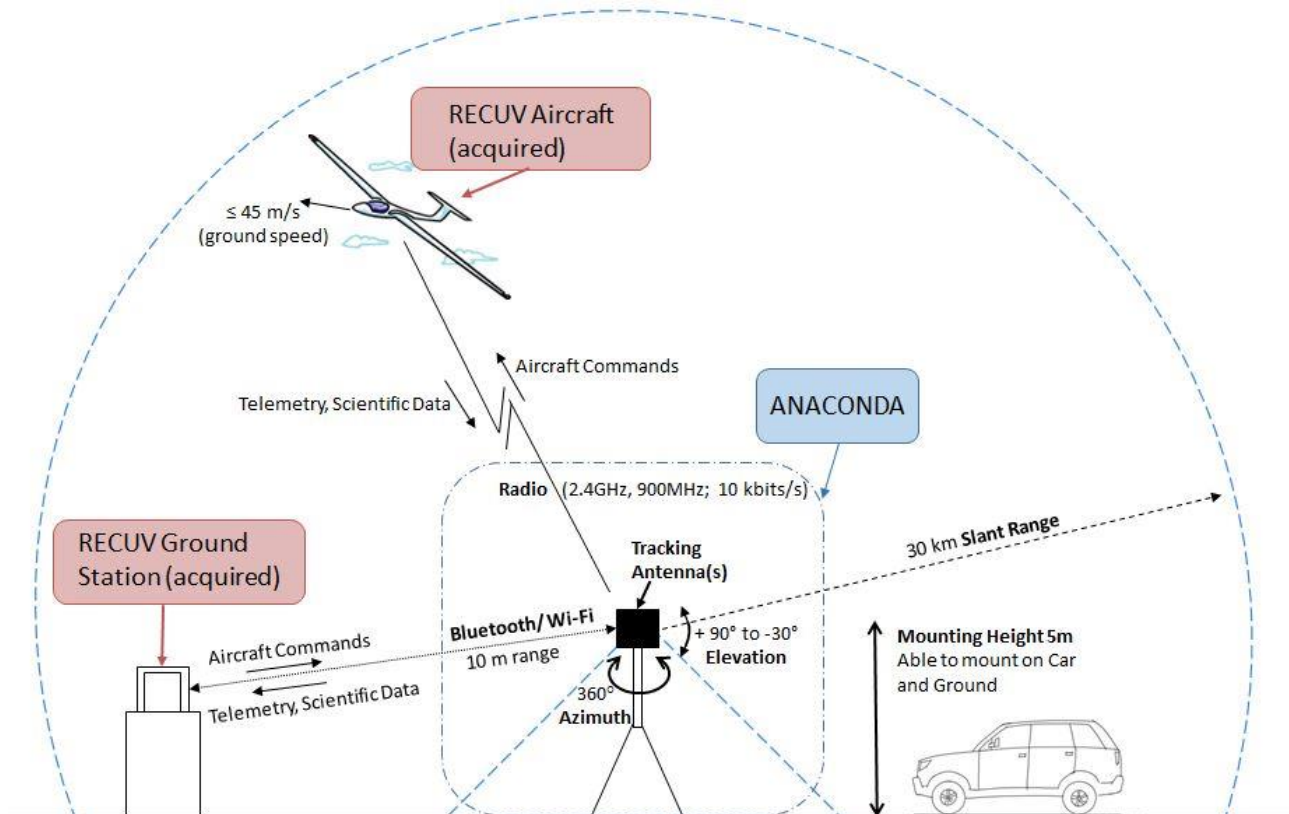 RECUV Aircraft
(acquired)
≤ 45 m/s
(ground speed)
Aircraft Commands
Telemetry, Scientific Data
ANACONDA
Radio (2.4GHz, 900MHz; 10 kbits/s)
30 km Slant Range
RECUV Ground
Station (acquired)
Tracking
Antenna(s)
Bluetooth/Wi-Fi
10 m range
+ 90° to -30°
Elevation
Mounting Height 5m
Able to mount on Car
and Ground
Aircraft Commands
Telemetry, Scientific Data
360°
Azimuth